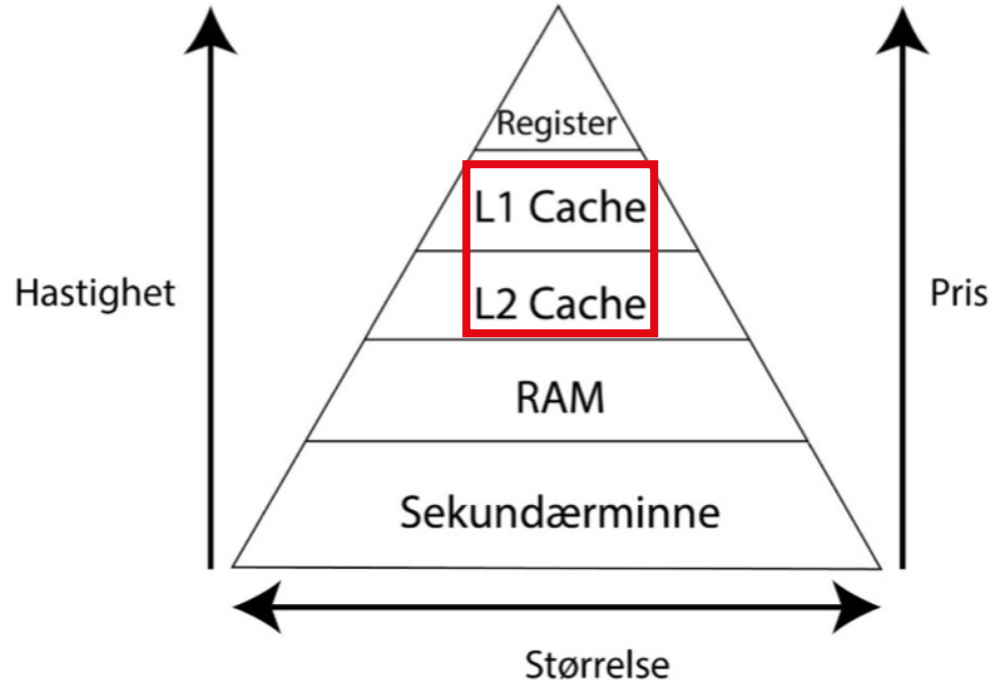 Register
L1 Cache
Hastighet
Pris
L2 Cache
RAM
Sekundærminne
Størrelse